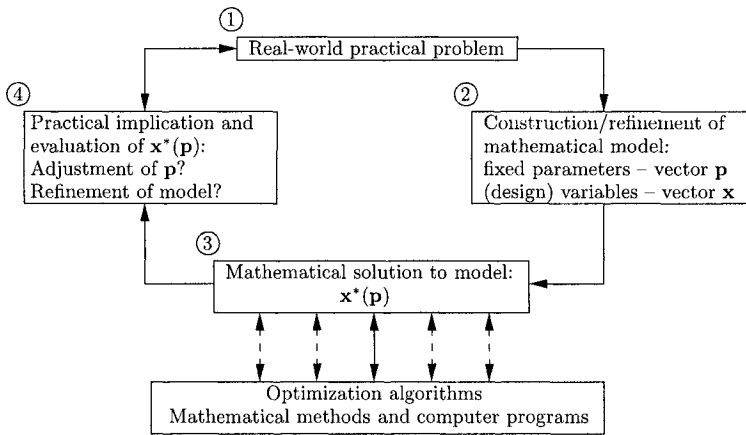 ①
Real-world practical problem
④
Practical implication and
evaluation of x*(p):
Adjustment of p?
Refinement of model?
②
Construction/refinement of
mathematical model:
fixed parameters – vector p
(design) variables – vector x
③
Mathematical solution to model:
x*(p)
Optimization algorithms
Mathematical methods and computer programs